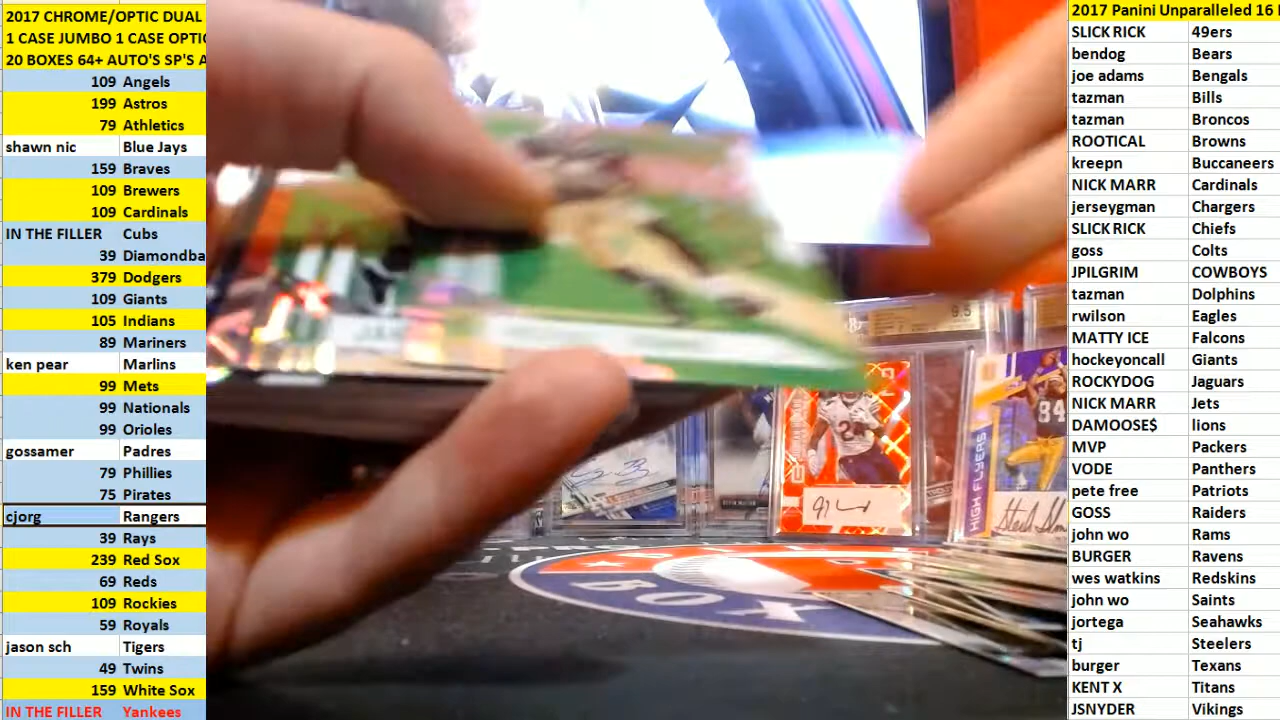 2017 CHROME/OPTIC DUAL
1 CASE JUMBO 1 CASE OPTIC
20 BOXES 64+ AUTO'S SP'S A
109 Angels
199 Astros
79 Athletics
shawn nic Blue Jays
159 Braves
109 Brewers
109 Cardinals
IN THE FILLER Cubs
39 Diamondba
379 Dodgers
109 Giants
105 Indians
89 Mariners
ken pear Marlins
99 Mets
99 Nationals
99 Orioles
gossamer Padres
79 Phillies
75 Pirates
cjorg Rangers
39 Rays
239 Red Sox
69 Reds
109 Rockies
59 Royals
jason sch Tigers
49 Twins
159 White Sox
IN THE FILLER Yankees
9.5
84
24
HIGH FLYERS
BOX
2017 Panini Unparalleled 16
SLICK RICK 49ers
bendog Bears
joe adams Bengals
tazman Bills
tazman Broncos
ROOTICAL Browns
kreepn Buccaneers
NICK MARR Cardinals
jerseygman Chargers
SLICK RICK Chiefs
goss Colts
JPILGRIM COWBOYS
tazman Dolphins
rwilson Eagles
MATTY ICE Falcons
hockeyoncall Giants
ROCKYDOG Jaguars
NICK MARR Jets
DAMOOSE$ lions
MVP Packers
VODE Panthers
pete free Patriots
GOSS Raiders
john wo Rams
BURGER Ravens
wes watkins Redskins
john wo Saints
jortega Seahawks
tj Steelers
burger Texans
KENT X Titans
JSNYDER Vikings